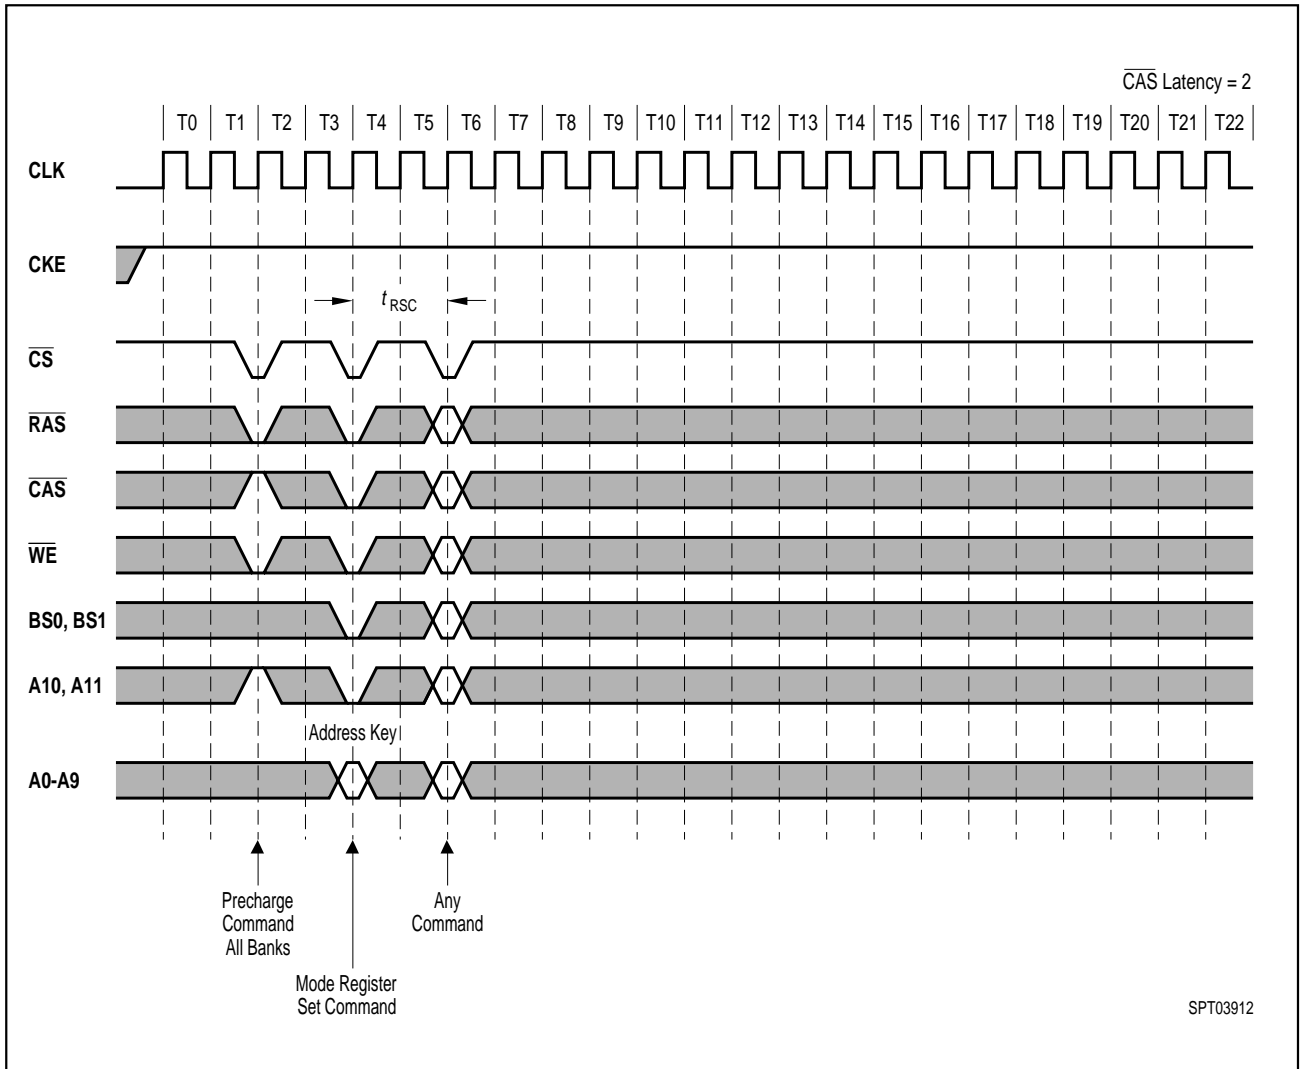 CAS Latency = 2
T0 T1 T2 T3 T4 T5 T6 T7 T8 T9 T10 T11 T12 T13 T14 T15 T16 T17 T18 T19 T20 T21 T22
CLK
CKE
t RSC
CS
RAS
CAS
WE
BS0, BS1
A10, A11
Address Key
A0-A9
Precharge
Command
All Banks
Any
Command
Mode Register
Set Command
SPT03912